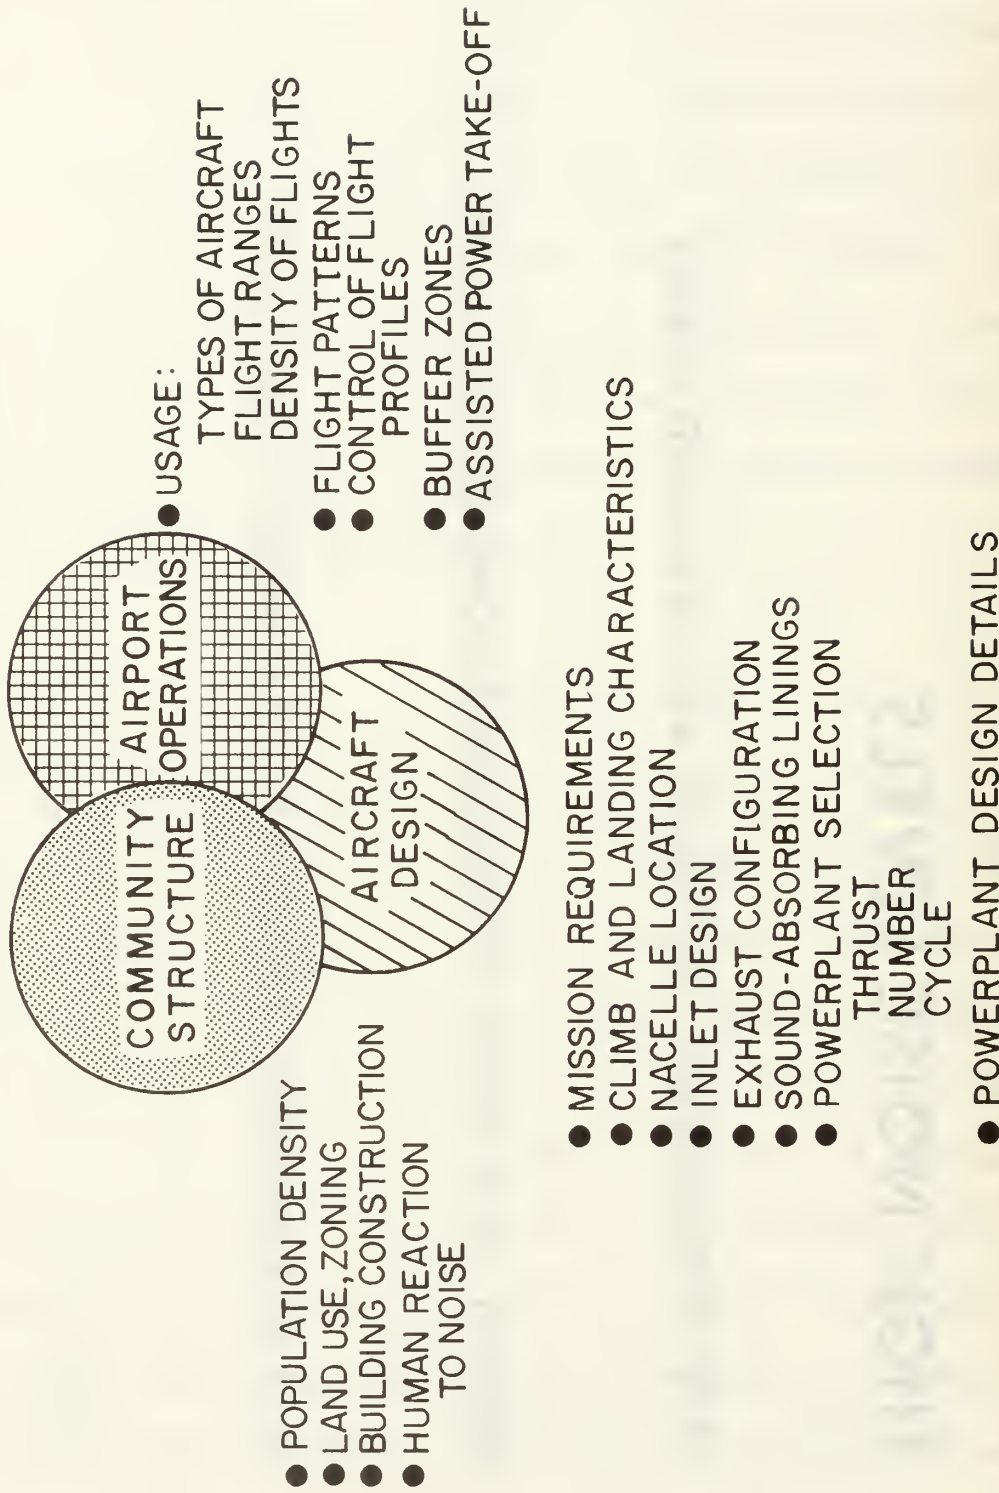 COMMUNITY
STRUCTURE
AIRPORT
OPERATIONS
AIRCRAFT
DESIGN
● POPULATION DENSITY
● LAND USE, ZONING
● BUILDING CONSTRUCTION
● HUMAN REACTION
TO NOISE
● USAGE:
TYPES OF AIRCRAFT
FLIGHT RANGES
DENSITY OF FLIGHTS
● FLIGHT PATTERNS
● CONTROL OF FLIGHT
PROFILES
● BUFFER ZONES
● ASSISTED POWER TAKE-OFF
● MISSION REQUIREMENTS
● CLIMB AND LANDING CHARACTERISTICS
● NACELLE LOCATION
● INLET DESIGN
● EXHAUST CONFIGURATION
● SOUND-ABSORBING LININGS
● POWERPLANT SELECTION
THRUST
NUMBER
CYCLE
● POWERPLANT DESIGN DETAILS